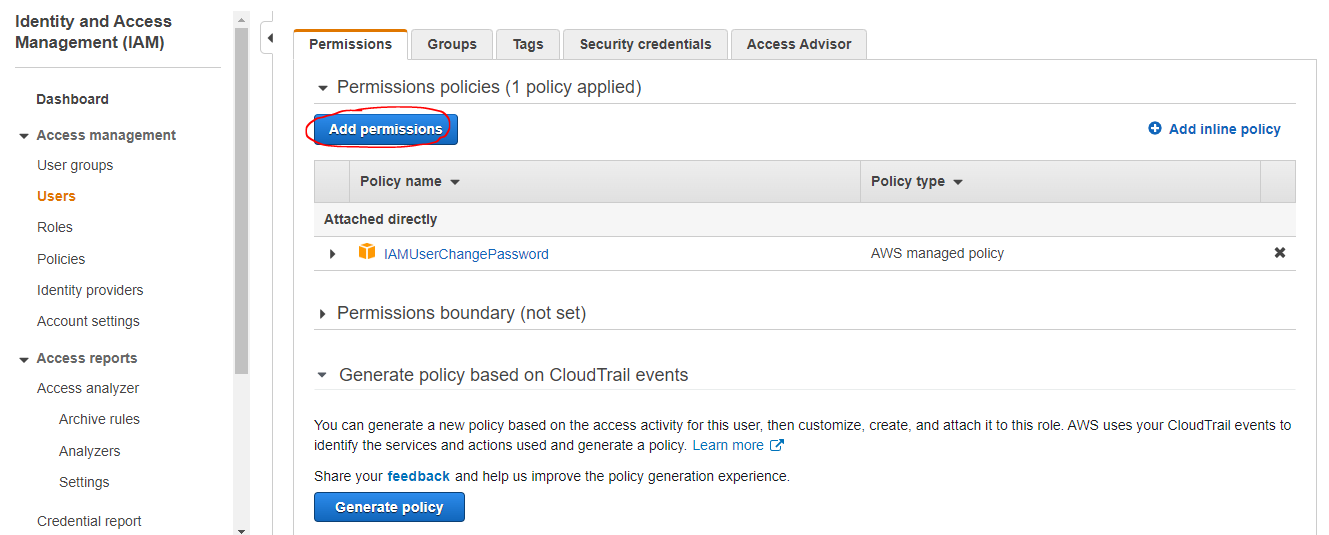 Identity and Access
Management (IAM)
Dashboard
Access management
User groups
Users
Roles
Policies
Identity providers
Account settings
Access reports
Access analyzer
Archive rules
Analyzers
Settings
Credential report
Permissions Groups Tags Security credentials Access Advisor
Permissions policies (1 policy applied)
Add permissions Add inline policy
Policy name Policy type
Attached directly
IAMUserChangePassword AWS managed policy
Permissions boundary (not set)
Generate policy based on CloudTrail events
You can generate a new policy based on the access activity for this user, then customize, create, and attach it to this role. AWS uses your CloudTrail events to
identify the services and actions used and generate a policy. Learn more
Share your feedback and help us improve the policy generation experience.
Generate policy